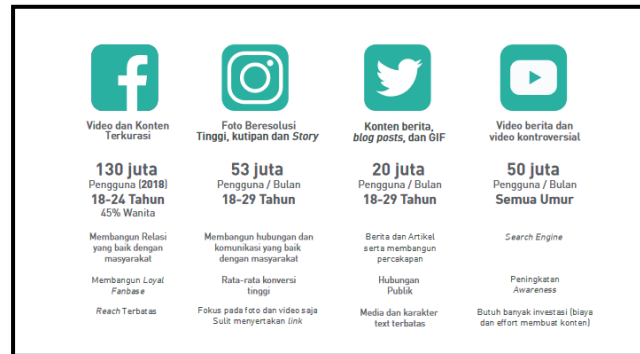 Video dan Konten
Terkurasi
130 juta
Pengguna (2018)
18-24 Tahun
45% Wanita
Membangun Relasi
yang baik dengan
masyarakat
Membangun Loyal
Fanbase
Reach Terbatas
Foto Beresolusi
Tinggi, kutipan dan Story
53 juta
Pengguna / Bulan
18-29 Tahun
Membangun hubungan dan
komunikasi yang baik
dengan masyarakat
Rata-rata konversi
tinggi
Fokus pada foto dan video saja
Sulit menyertakan link
Konten berita,
blog posts, dan GIF
20 juta
Pengguna / Bulan
18-29 Tahun
Berita dan Artikel
serta membangun
percakapan
Hubungan
Publik
Media dan karakter
text terbatas
Video berita dan
video kontroversial
50 juta
Pengguna / Bulan
Semua Umur
Search Engine
Peningkatan
Awareness
Butuh banyak investasi (biaya
dan effort membuat konten)